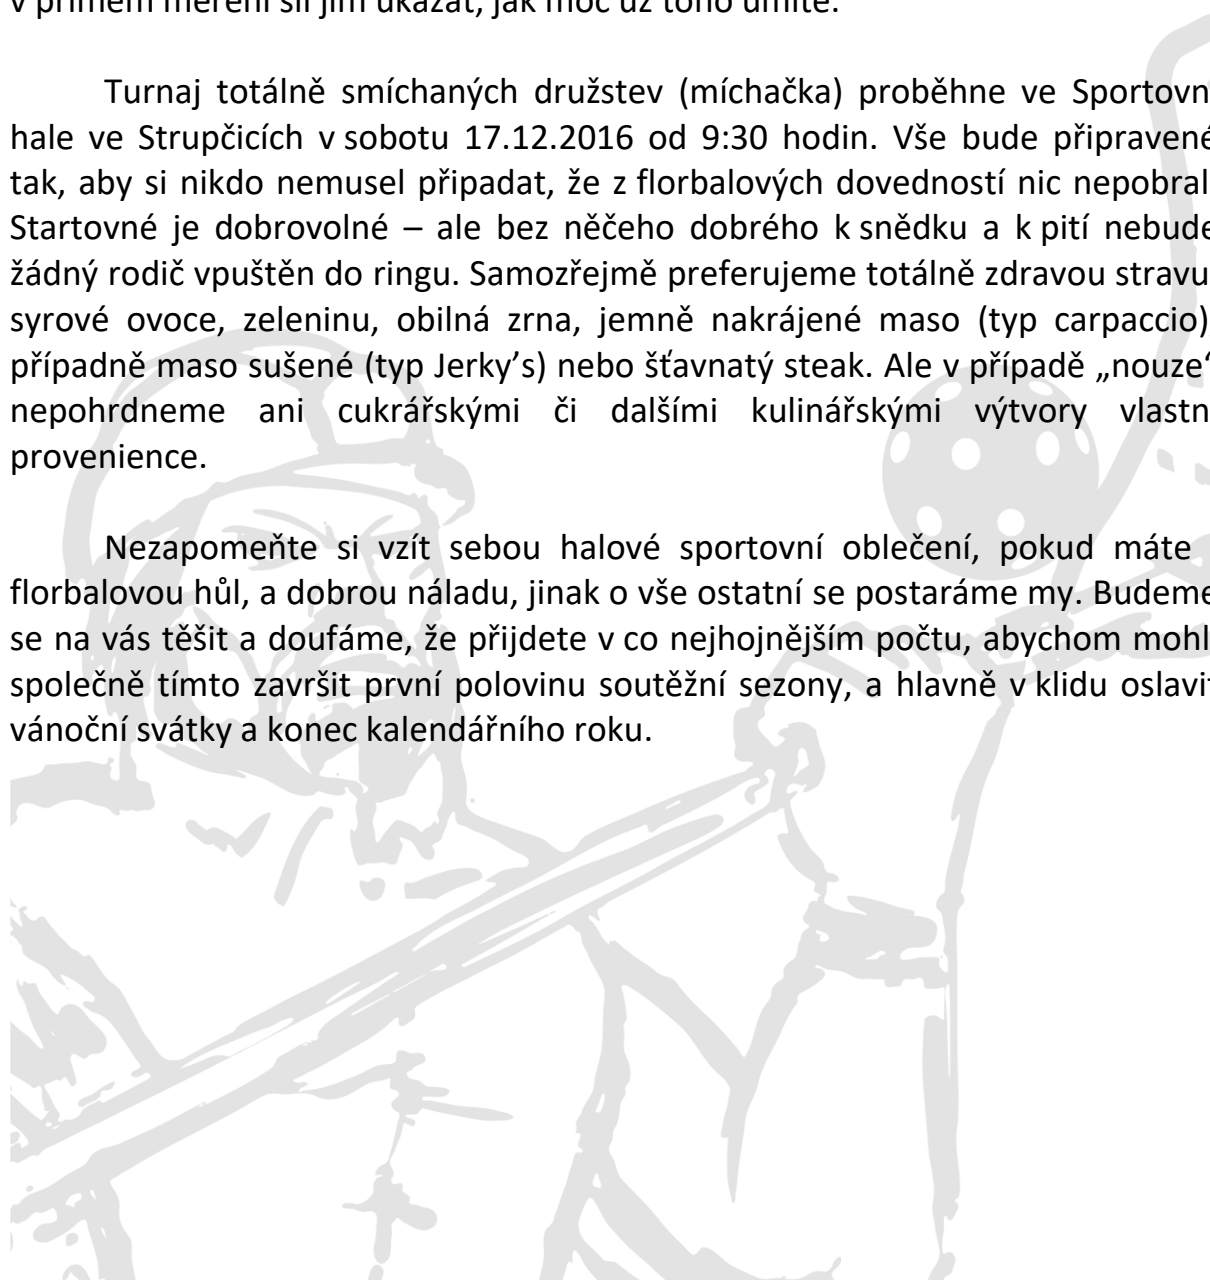 v přímém měření sil jim ukázat, jak moc už toho umíte.
Turnaj totálně smíchaných družstev (míchačka) proběhne ve Sportovn
hale ve Strupčicích v sobotu 17.12.2016 od 9:30 hodin. Vše bude připravené
tak, aby si nikdo nemusel připadat, že z florbalových dovedností nic nepobral
Startovné je dobrovolné – ale bez něčeho dobrého k snědku a k pití nebude
žádný rodič vpuštěn do ringu. Samozřejmě preferujeme totálně zdravou stravu
syrové ovoce, zeleninu, obilná zrna, jemně nakrájené maso (typ carpaccio)
případně maso sušené (typ Jerky’s) nebo šťavnatý steak. Ale v případě „nouze“
nepohrdneme ani cukrářskými či dalšími kulinářskými výtvory vlastn
provenience.
Nezapomeňte si vzít sebou halové sportovní oblečení, pokud máte
florbalovou hůl, a dobrou náladu, jinak o vše ostatní se postaráme my. Budeme
se na vás těšit a doufáme, že přijdete v co nejhojnějším počtu, abychom mohl
společně tímto završit první polovinu soutěžní sezony, a hlavně v klidu oslavit
vánoční svátky a konec kalendářního roku.